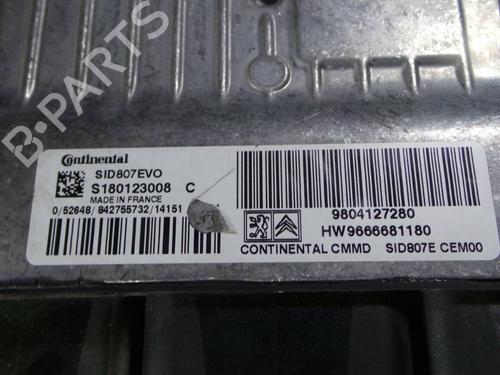 B-PARTS
Continental
SID807EVO
S180123008 C
MADE IN FRANCE
0/52648/842755732/14151
9804127280
HW9666681180
CONTINENTAL CMMD SID807E CEM00